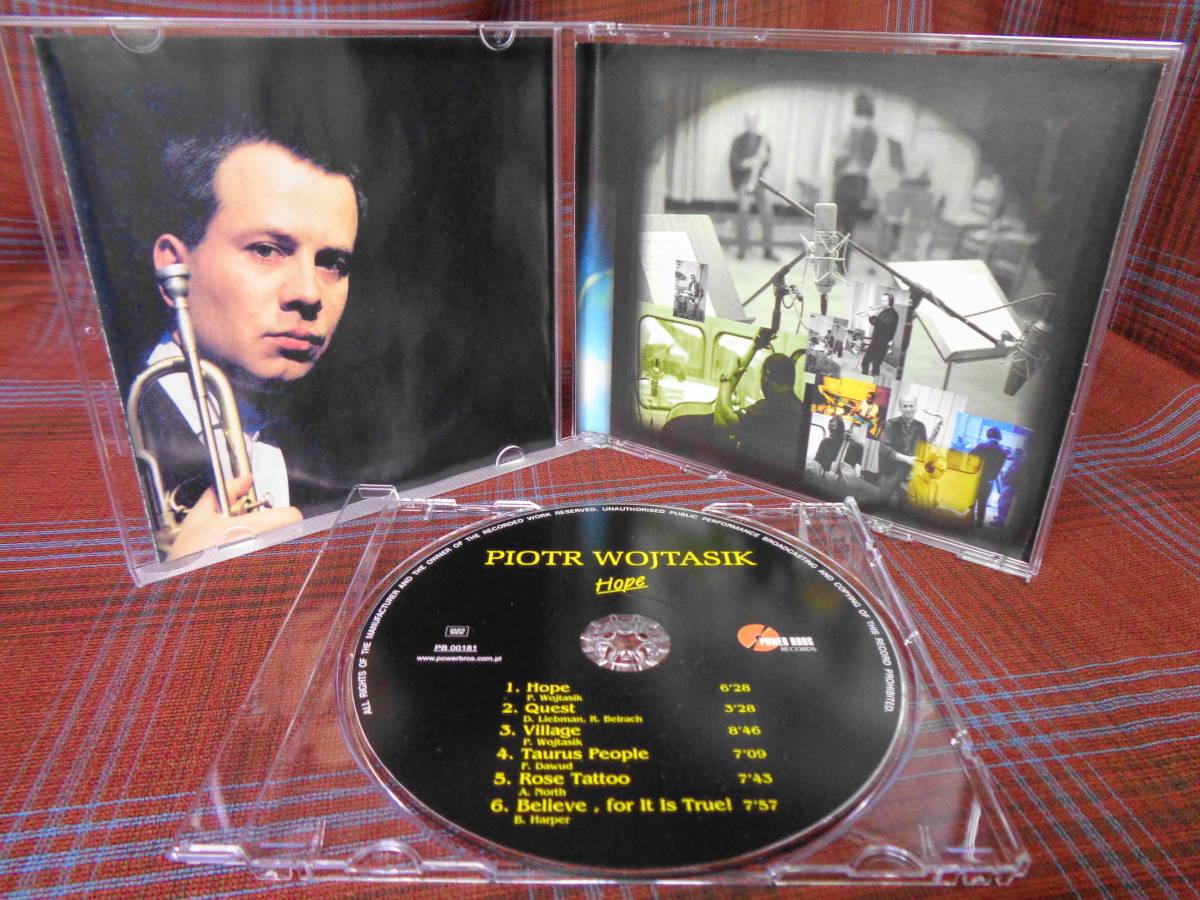 ALL RIGHTS OF THE MANUFACTURER AND THE OWNER OF THE RECORDED WORK RESERVED. UNAUTHORISED PUBLIC PERFORMANCE BROADCASTING AND COPYING OF THIS RECORD PROHIBITED.
PIOTR WOJTASIK
Hope
PB 00181
www.powerbros.com.pl
POWER BROS
RECORDS
1. Hope 6'28
P. Wojtasik
2. Quest 3'28
D. Liebman, R. Beirach
3. Village 8'46
P. Wojtasik
4. Taurus People 7'09
F. Dawud
5. Rose Tattoo 7'43
A. North
6. Believe , for It Is True! 7'57
B. Harper